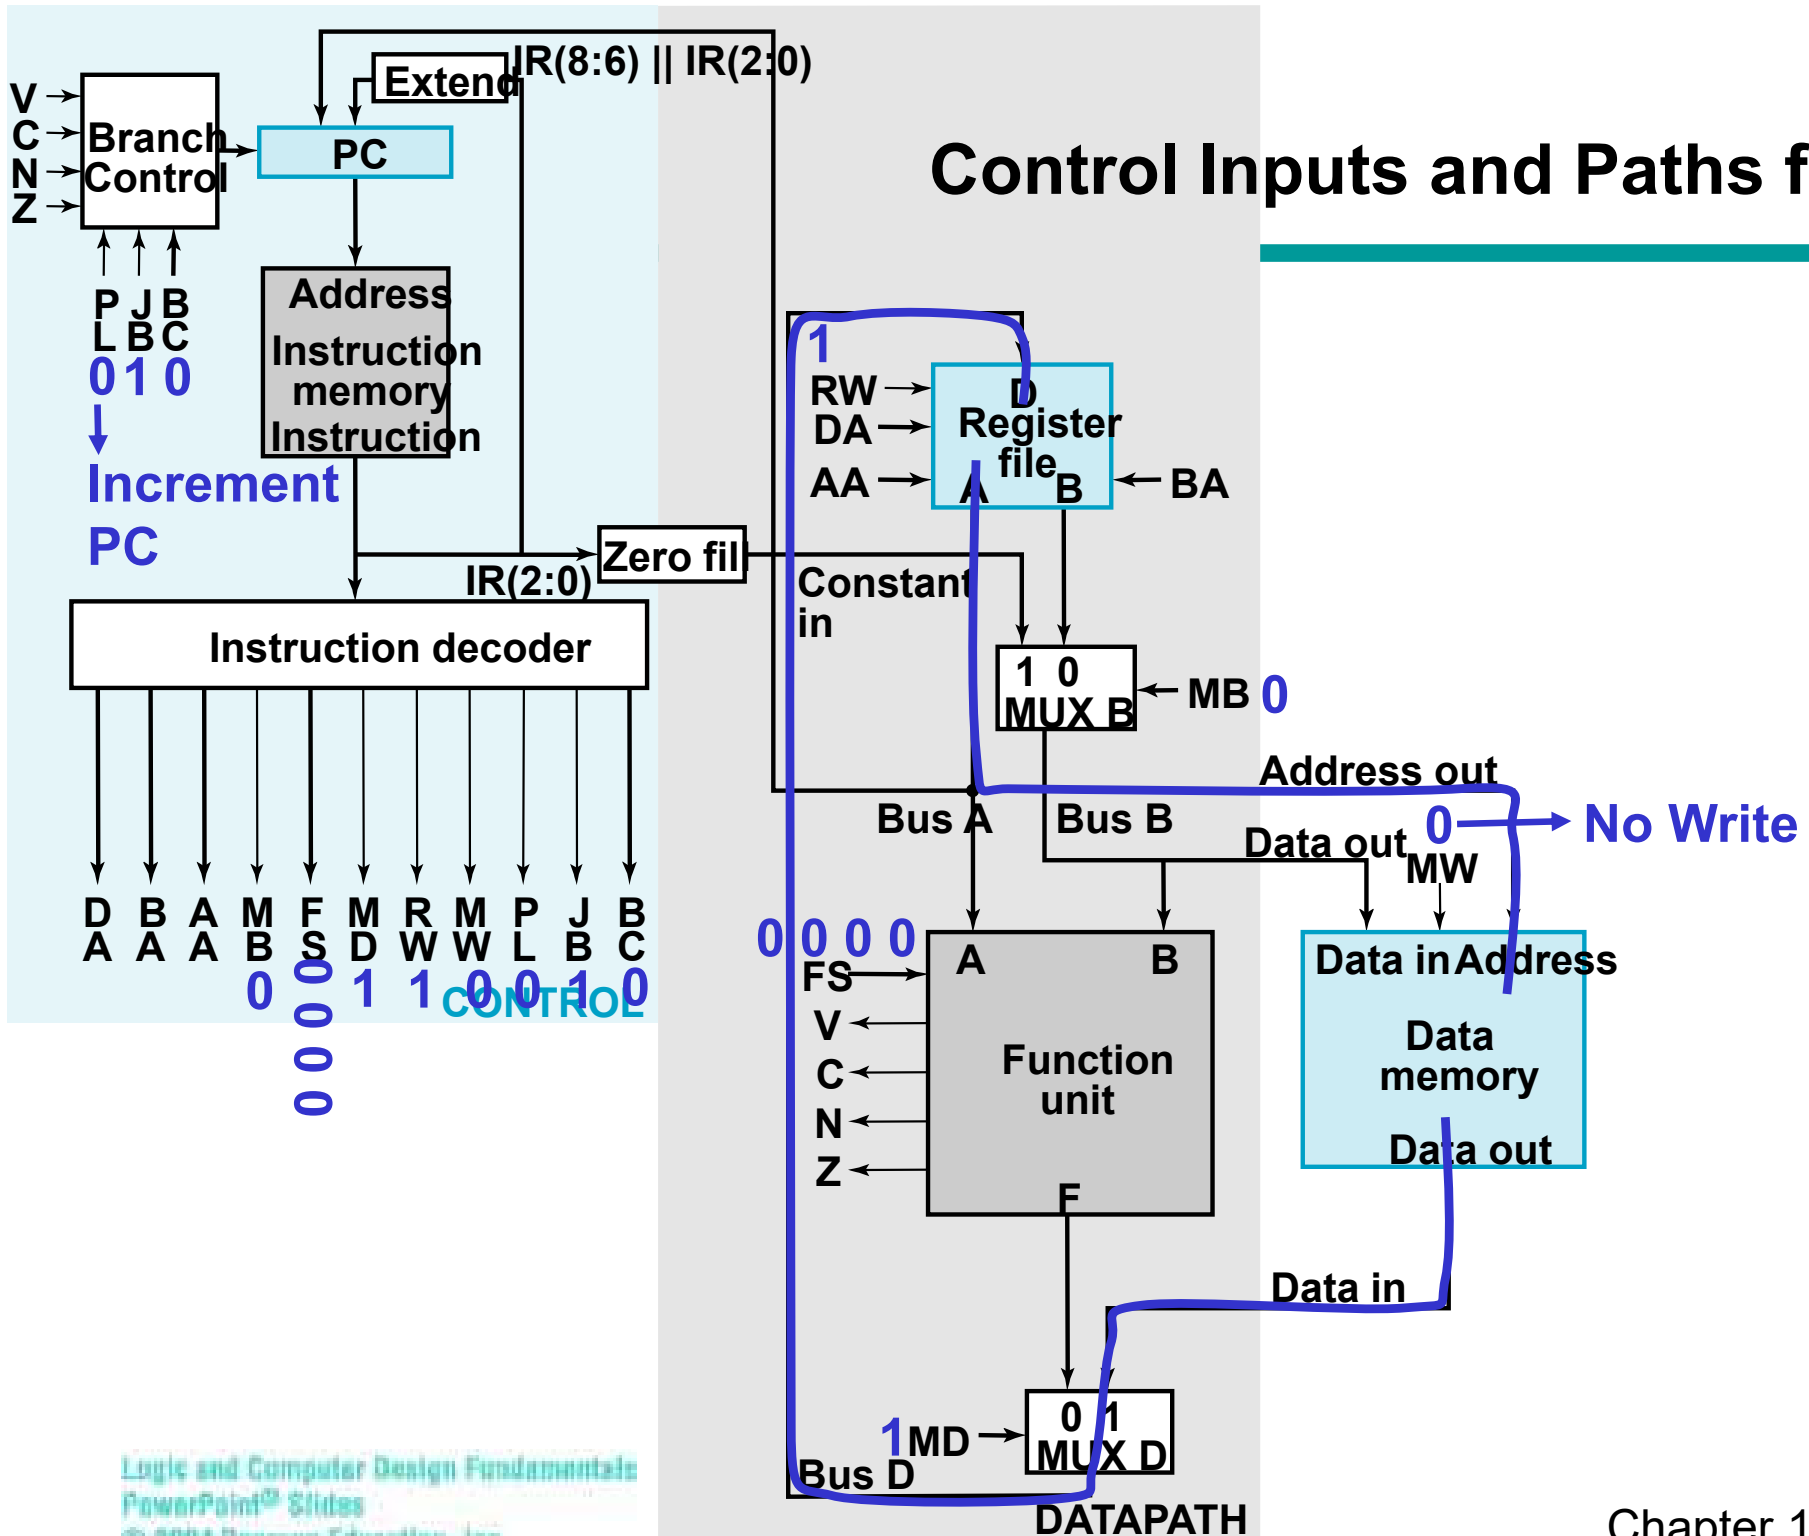 Control Inputs and Paths f
IR(8:6) || IR(2:0)
Extend
V
C
N
Z
Branch
Control
PC
P J B
L B C
0 1 0
Increment
PC
Address
Instruction
memory
Instruction
IR(2:0)
Zero fill
Constant
in
Instruction decoder
D B A M F M R M P J B
A A A B S D W W L B C
0 0 0 0 0 1 1 0 0 1 0
CONTROL
1
RW
DA
AA
D
Register
file
A B
BA
1 0
MUX B
MB 0
Address out
Bus A
Bus B
0 No Write
Data out
MW
0 0 0 0
FS
V
C
N
Z
A B
Function
unit
F
Data in Address
Data
memory
Data out
Data in
0 1
MUX D
1 MD
Bus D
DATAPATH
Logic and Computer Design Fundamentals
PowerPoint® Slides
© 2004 Pearson Education, Inc.
Chapter 1